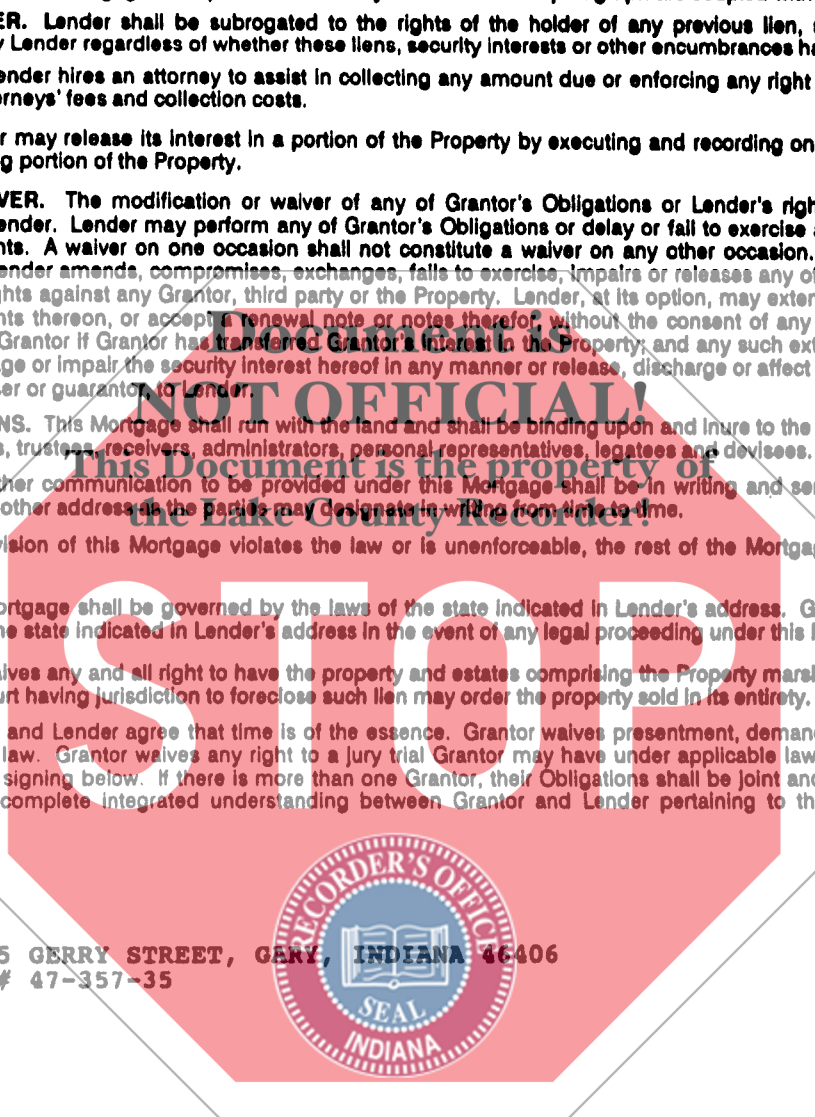 ER. Lender shall be subrogated to the rights of the holder of any previous lien,
y Lender regardless of whether these liens, security interests or other encumbrances ha
ender hires an attorney to assist in collecting any amount due or enforcing any right
orneys' fees and collection costs.
r may release its interest in a portion of the Property by executing and recording on
ng portion of the Property.
VER. The modification or waiver of any of Grantor's Obligations or Lender's righ
ender. Lender may perform any of Grantor's Obligations or delay or fail to exercise a
nts. A waiver on one occasion shall not constitute a waiver on any other occasion.
ender amends, compromises, exchanges, fails to exercise, impairs or releases any of
ghts against any Grantor, third party or the Property. Lender, at its option, may exten
nts thereon, or accept a renewal note or notes therefor, without the consent of any
Grantor if Grantor has transferred Grantor's interest in the Property; and any such ext
ge or impair the security interest hereof in any manner or release, discharge or affect
ser or guarantor to Lender.
Document is
NOT OFFICIAL!
This Document is the property of
the Lake County Recorder!
NS. This Mortgage shall run with the land and shall be binding upon and inure to the
s, trustees, receivers, administrators, personal representatives, legatees and devisees.
her communication to be provided under this Mortgage shall be in writing and se
other address as the parties may designate in writing from time to time.
vision of this Mortgage violates the law or is unenforceable, the rest of the Mortga
ortgage shall be governed by the laws of the state indicated in Lender's address. G
he state indicated in Lender's address in the event of any legal proceeding under this
STOP
ives any and all right to have the property and estates comprising the Property marsh
urt having jurisdiction to foreclose such lien may order the property sold in its entirety.
and Lender agree that time is of the essence. Grantor waives presentment, deman
law. Grantor waives any right to a jury trial Grantor may have under applicable law
signing below. If there is more than one Grantor, their Obligations shall be joint and
complete integrated understanding between Grantor and Lender pertaining to th
RECORDER'S OFFICE
SEAL
INDIANA
5 GERRY STREET, GARY, INDIANA 46406
# 47-357-35